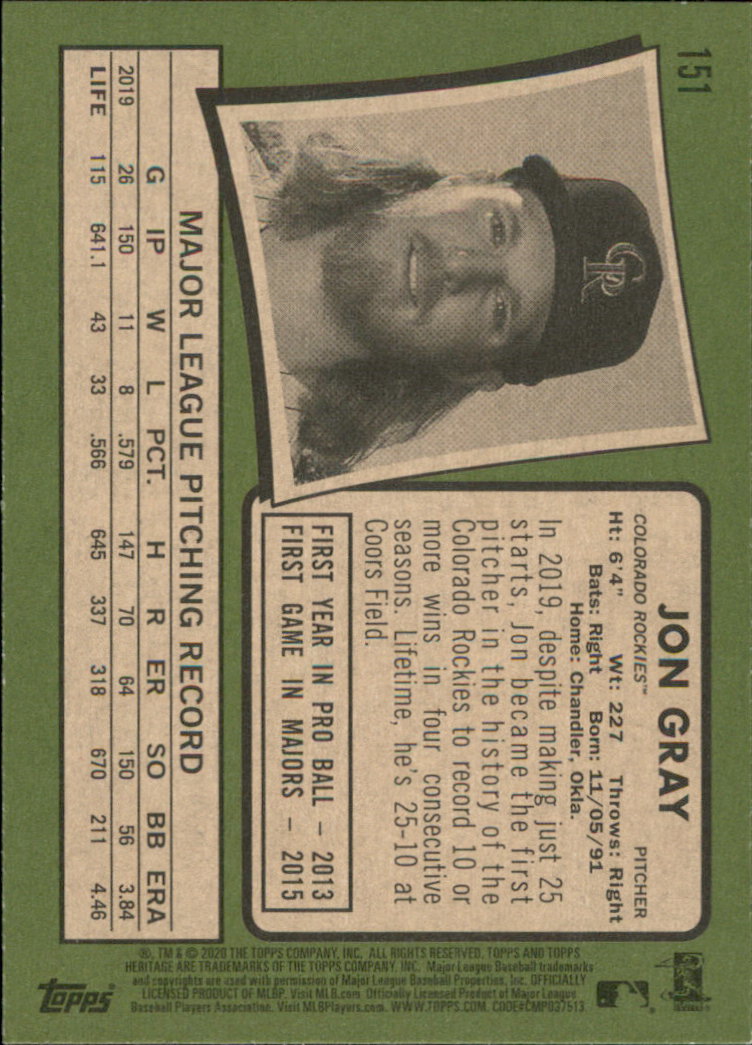 151
JON GRAY
COLORADO ROCKIES™ PITCHER
Ht: 6'4" Wt: 227 Throws: Right
Bats: Right Born: 11/05/91
Home: Chandler, Okla.
In 2019, despite making just 25
starts, Jon became the first
pitcher in the history of the
Colorado Rockies to record 10 or
more wins in four consecutive
seasons. Lifetime, he's 25-10 at
Coors Field.
FIRST YEAR IN PRO BALL – 2013
FIRST GAME IN MAJORS – 2015
CR
MAJOR LEAGUE PITCHING RECORD
G IP W L PCT. H R ER SO BB ERA
2019 26 150 11 8 .579 147 70 64 150 56 3.84
LIFE 115 641.1 43 33 .566 645 337 318 670 211 4.46
®, TM & © 2020 THE TOPPS COMPANY, INC. ALL RIGHTS RESERVED. TOPPS AND TOPPS
HERITAGE ARE TRADEMARKS OF THE TOPPS COMPANY, INC. Major League Baseball trademarks
and copyrights are used with permission of Major League Baseball Properties, Inc. OFFICIALLY
LICENSED PRODUCT OF MLBP. Visit MLB.com Officially Licensed Product of Major League
Baseball Players Association. Visit MLBPlayers.com. WWW.TOPPS.COM. CODE#CMP037513
topps